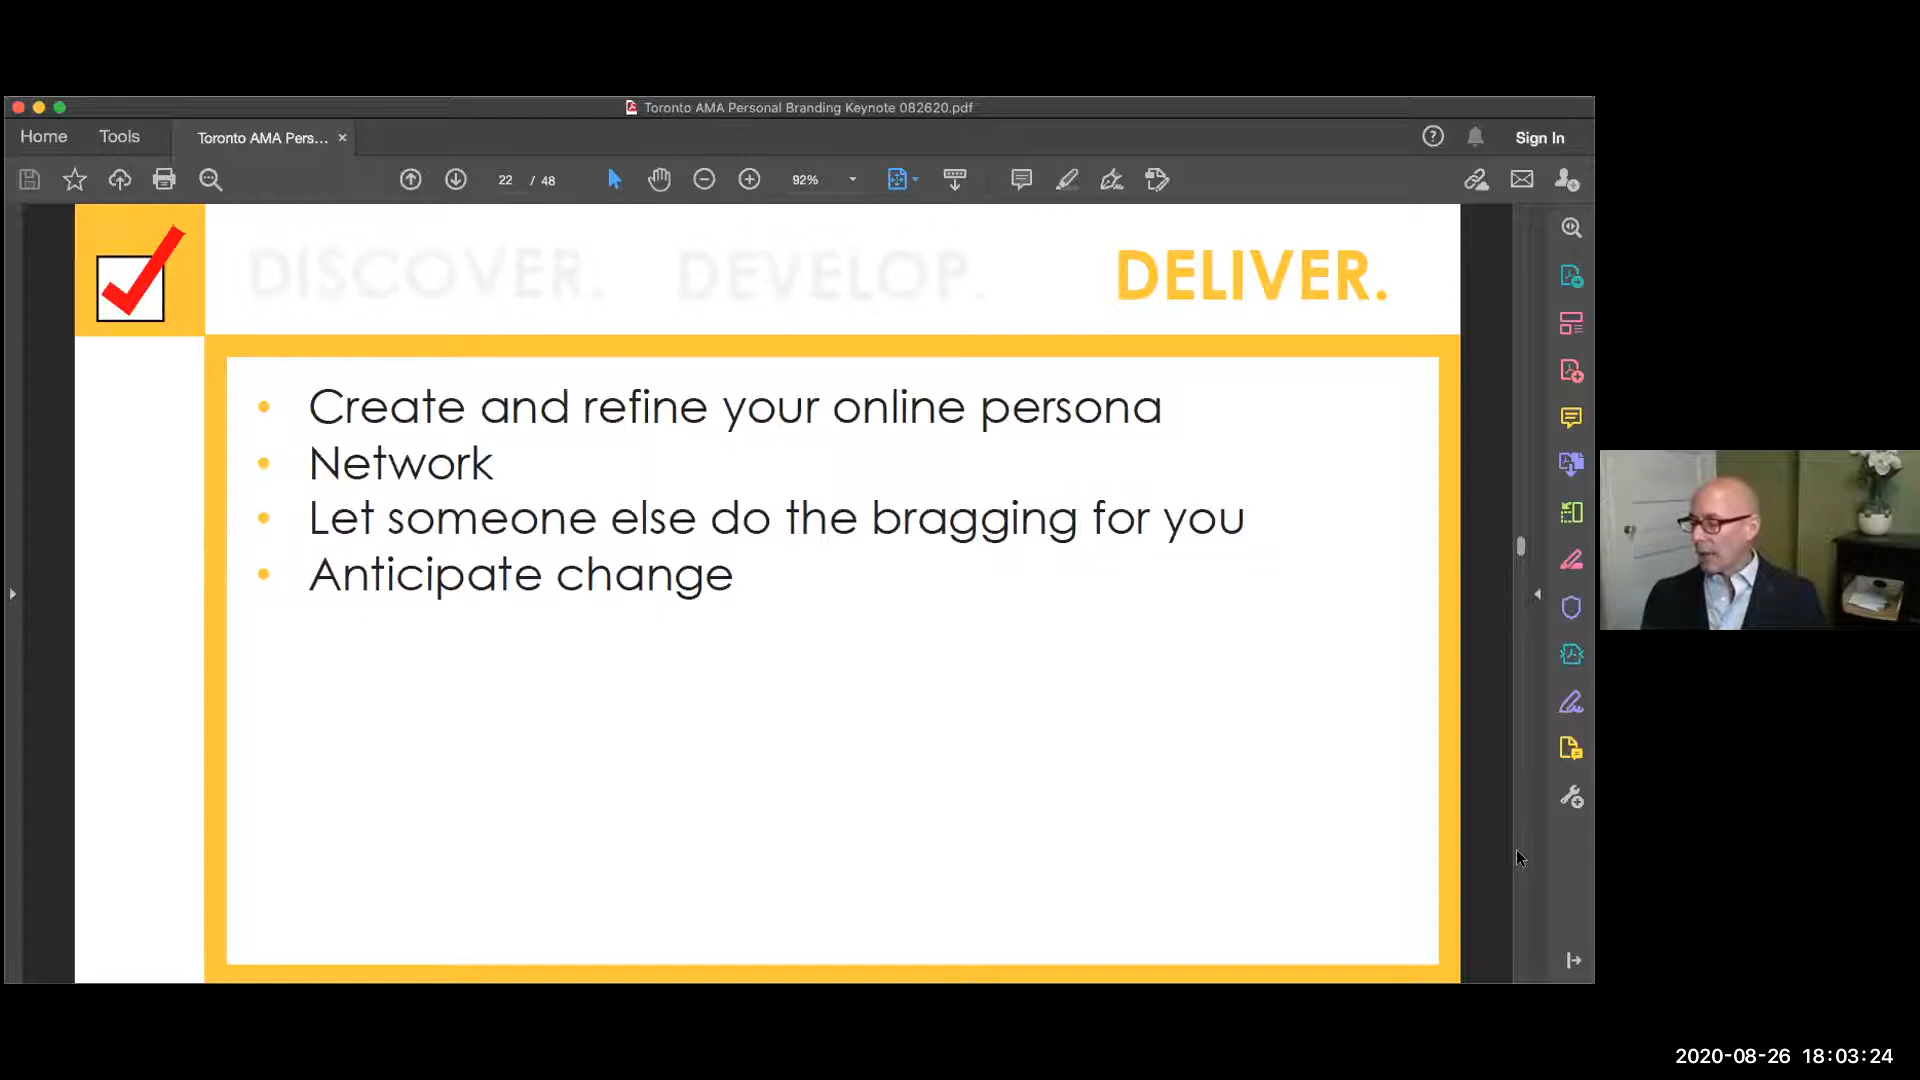 Toronto AMA Personal Branding Keynote 082620.pdf
Home Tools Toronto AMA Pers... × Sign In
22 / 48 92%
DISCOVER. DEVELOP. DELIVER.
• Create and refine your online persona
• Network
• Let someone else do the bragging for you
• Anticipate change
2020-08-26 18:03:24